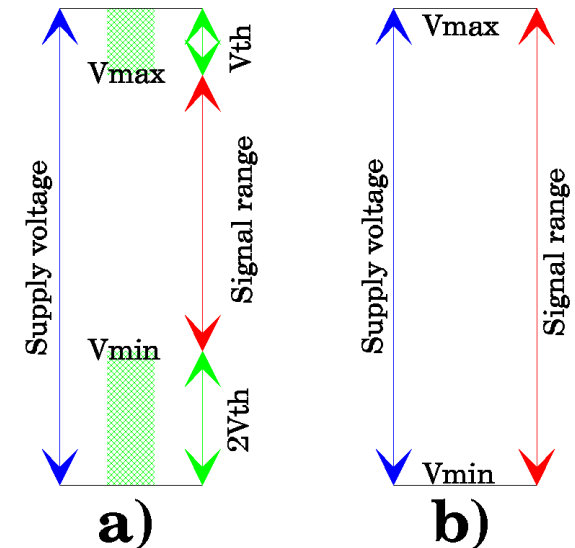 Vth
Vmax
Supply voltage
Signal range
Vmin
2Vth
a)
Vmax
Supply voltage
Signal range
Vmin
b)